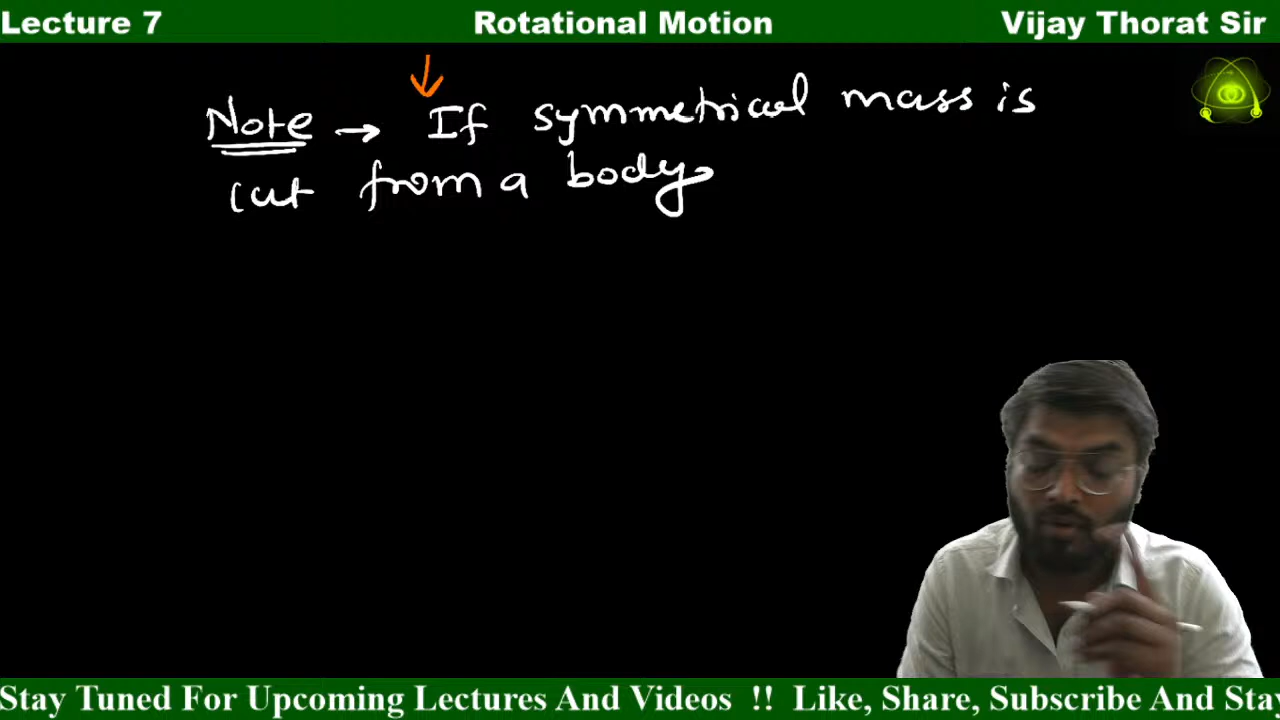 Lecture 7 Rotational Motion Vijay Thorat Sir
Note → If symmetrical mass is
cut from a body,
Stay Tuned For Upcoming Lectures And Videos !! Like, Share, Subscribe And Stay